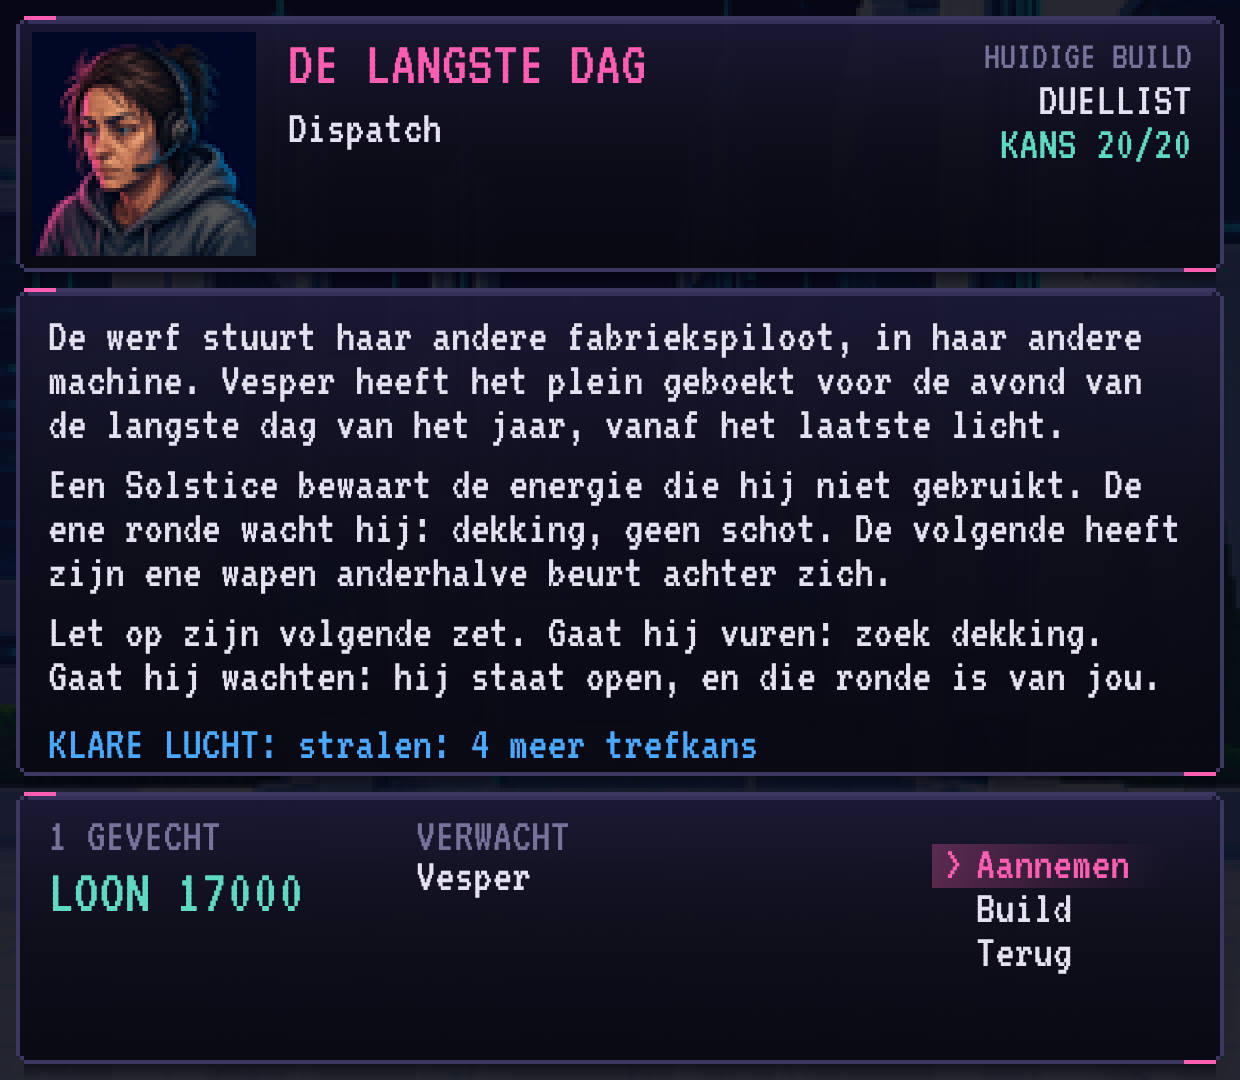 DE LANGSTE DAG
Dispatch
HUIDIGE BUILD
DUELLIST
KANS 20/20
De werf stuurt haar andere fabriekspiloot, in haar andere
machine. Vesper heeft het plein geboekt voor de avond van
de langste dag van het jaar, vanaf het laatste licht.
Een Solstice bewaart de energie die hij niet gebruikt. De
ene ronde wacht hij: dekking, geen schot. De volgende heeft
zijn ene wapen anderhalve beurt achter zich.
Let op zijn volgende zet. Gaat hij vuren: zoek dekking.
Gaat hij wachten: hij staat open, en die ronde is van jou.
KLARE LUCHT: stralen: 4 meer trefkans
1 GEVECHT
LOON 17000
VERWACHT
Vesper
> Aannemen
Build
Terug